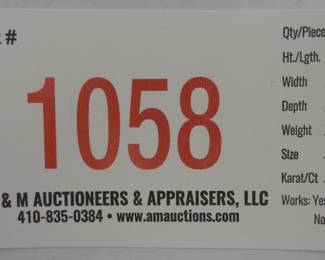 #
Qty/Piece
Ht./Lgth.
Width
Depth
Weight
Size
Karat/Ct
Works: Yes
No
1058
& M AUCTIONEERS & APPRAISERS, LLC
410-835-0384 • www.amauctions.com